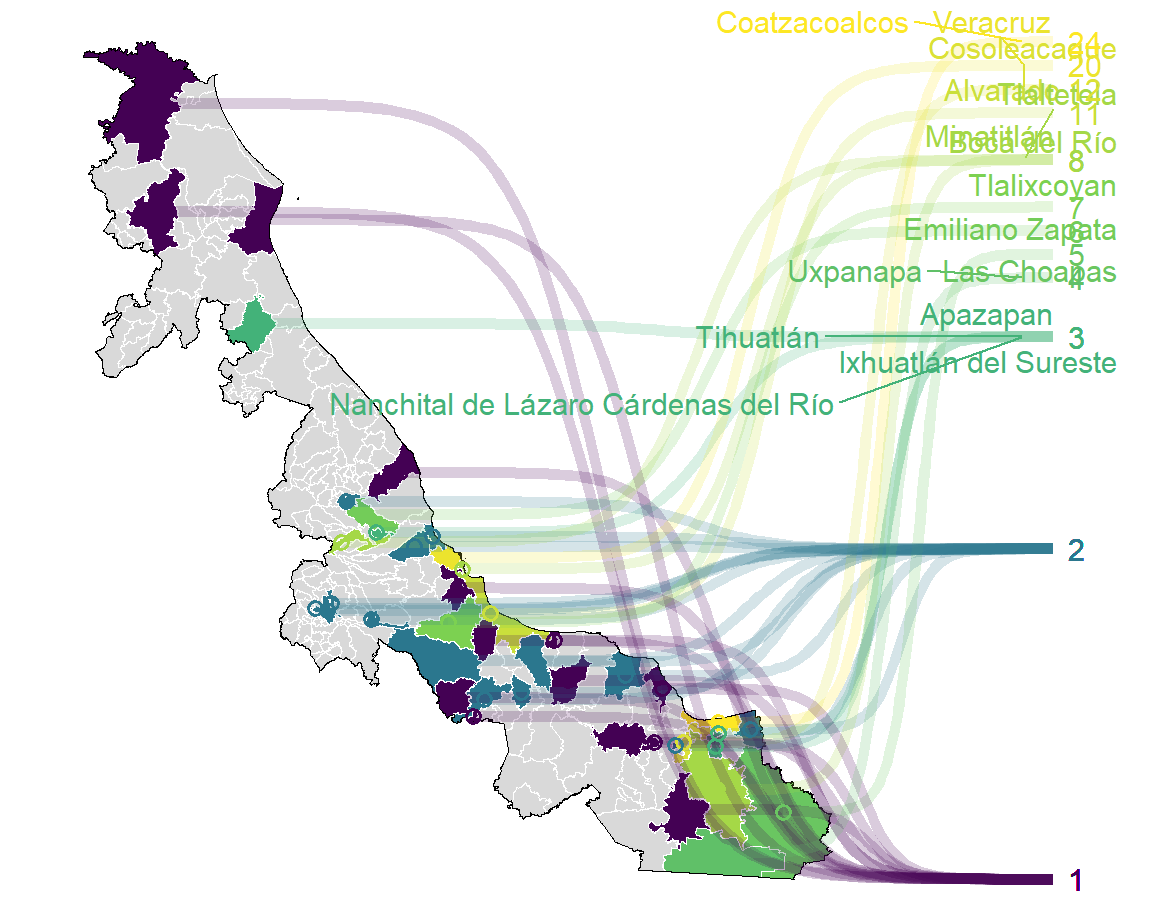 Coatzacoalcos
Veracruz
24
Cosoleacaque
20
Alvarado
12
Tlaltetela
11
Minatitlán
Boca del Río
8
Tlalixcoyan
7
Emiliano Zapata
6
5
Uxpanapa
Las Choapas
4
Apazapan
Tihuatlán
3
Ixhuatlán del Sureste
Nanchital de Lázaro Cárdenas del Río
2
1